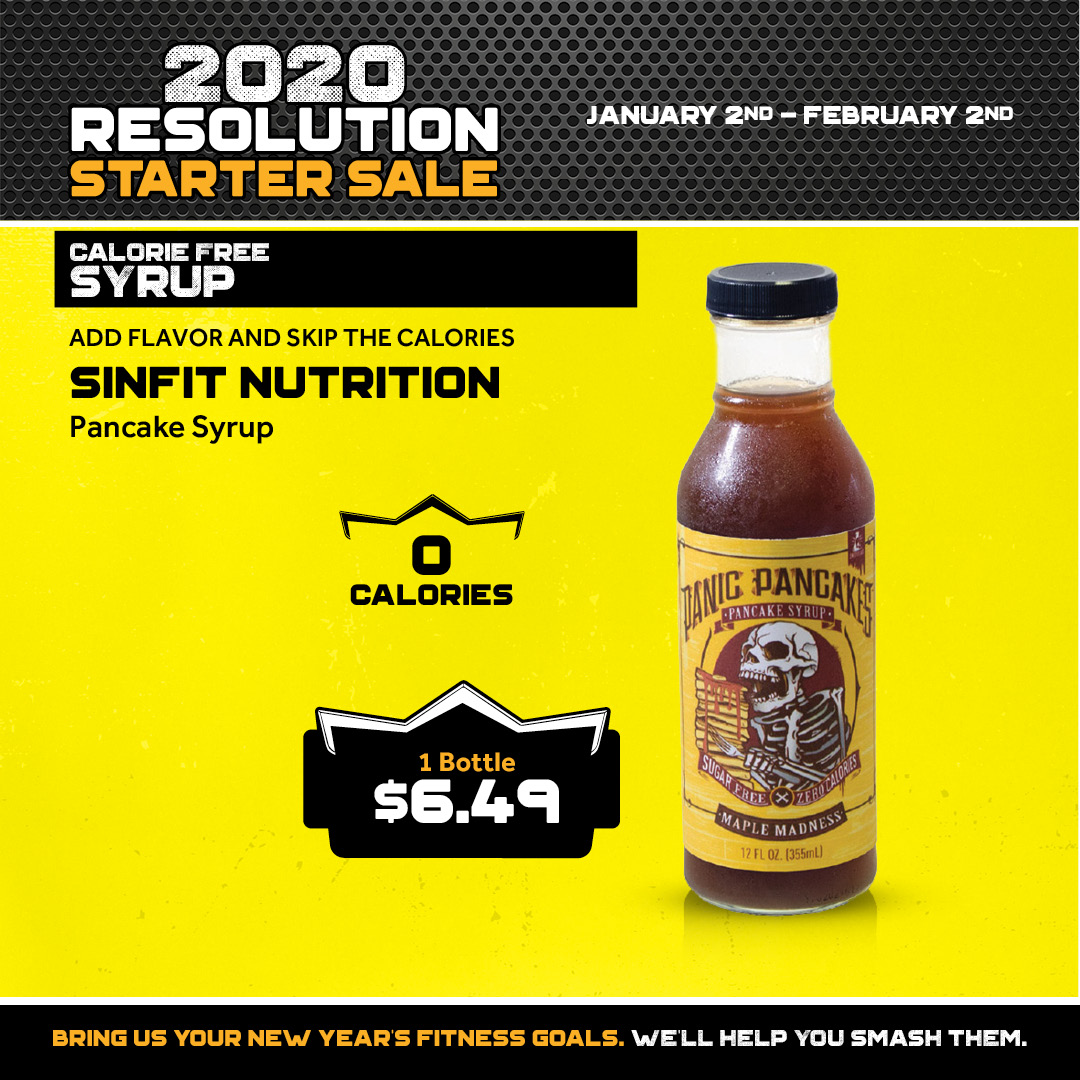 2020
RESOLUTION
STARTER SALE
JANUARY 2ND – FEBRUARY 2ND
CALORIE FREE
SYRUP
ADD FLAVOR AND SKIP THE CALORIES
SINFIT NUTRITION
Pancake Syrup
0
CALORIES
1 Bottle
$6.49
PANIC PANCAKES
PANCAKE SYRUP
SUGAR FREE ZERO CALORIES
MAPLE MADNESS
12 FL OZ. (355mL)
BRING US YOUR NEW YEAR'S FITNESS GOALS. WE'LL HELP YOU SMASH THEM.